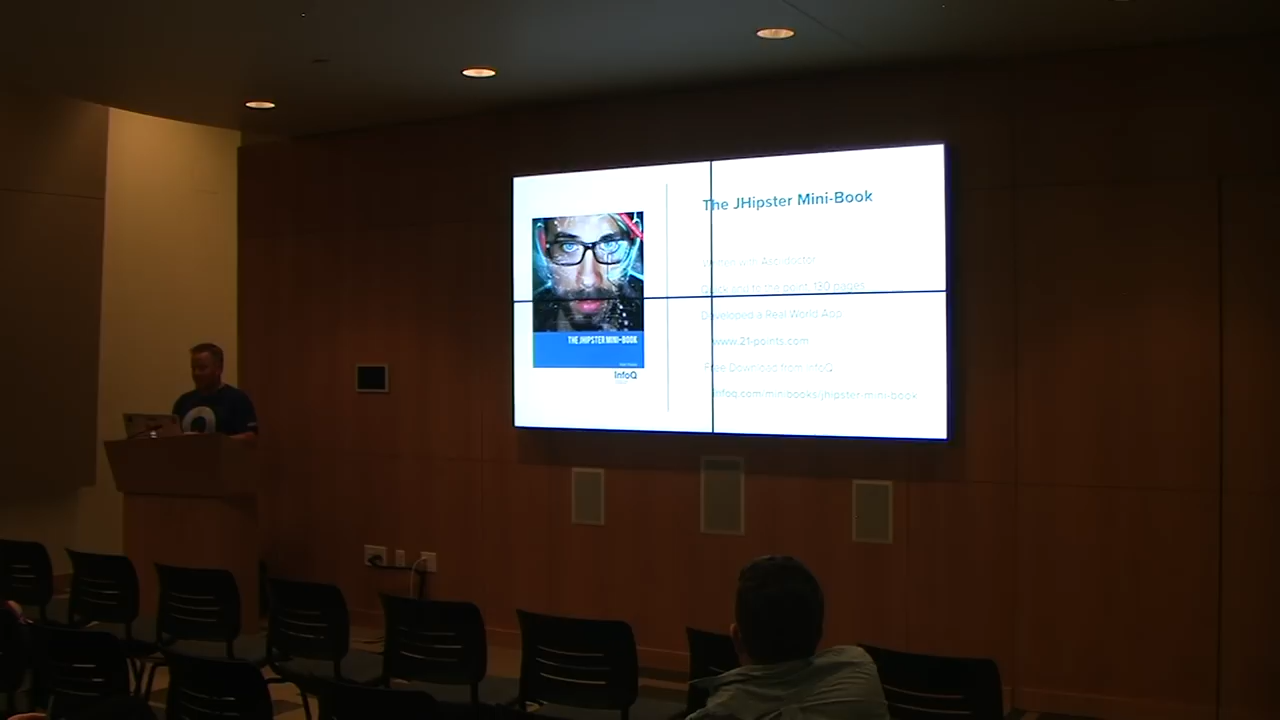 The JHipster Mini-Book
Written with Asciidoctor
Quick and to the point, 130 pages
Developed a Real World App
www.21-points.com
Free Download from InfoQ
infoq.com/minibooks/jhipster-mini-book
THE JHIPSTER MINI-BOOK
InfoQ